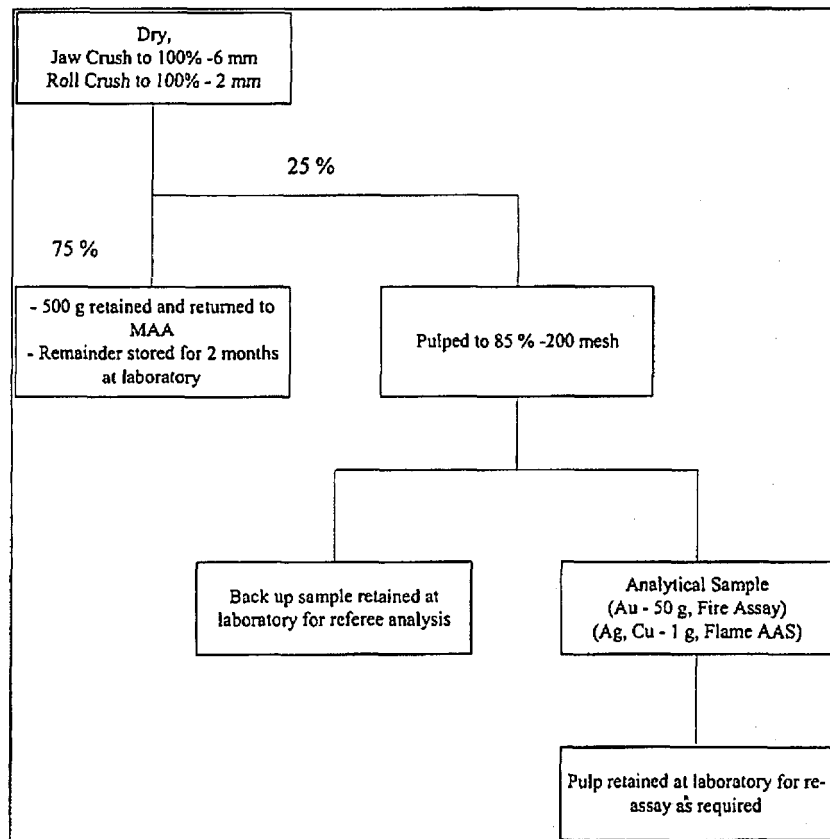 Dry,
Jaw Crush to 100% -6 mm
Roll Crush to 100% - 2 mm
25 %
75 %
- 500 g retained and returned to
MAA
- Remainder stored for 2 months
at laboratory
Pulped to 85 % -200 mesh
Back up sample retained at
laboratory for referee analysis
Analytical Sample
(Au - 50 g, Fire Assay)
(Ag, Cu - 1 g, Flame AAS)
Pulp retained at laboratory for re-
assay as required